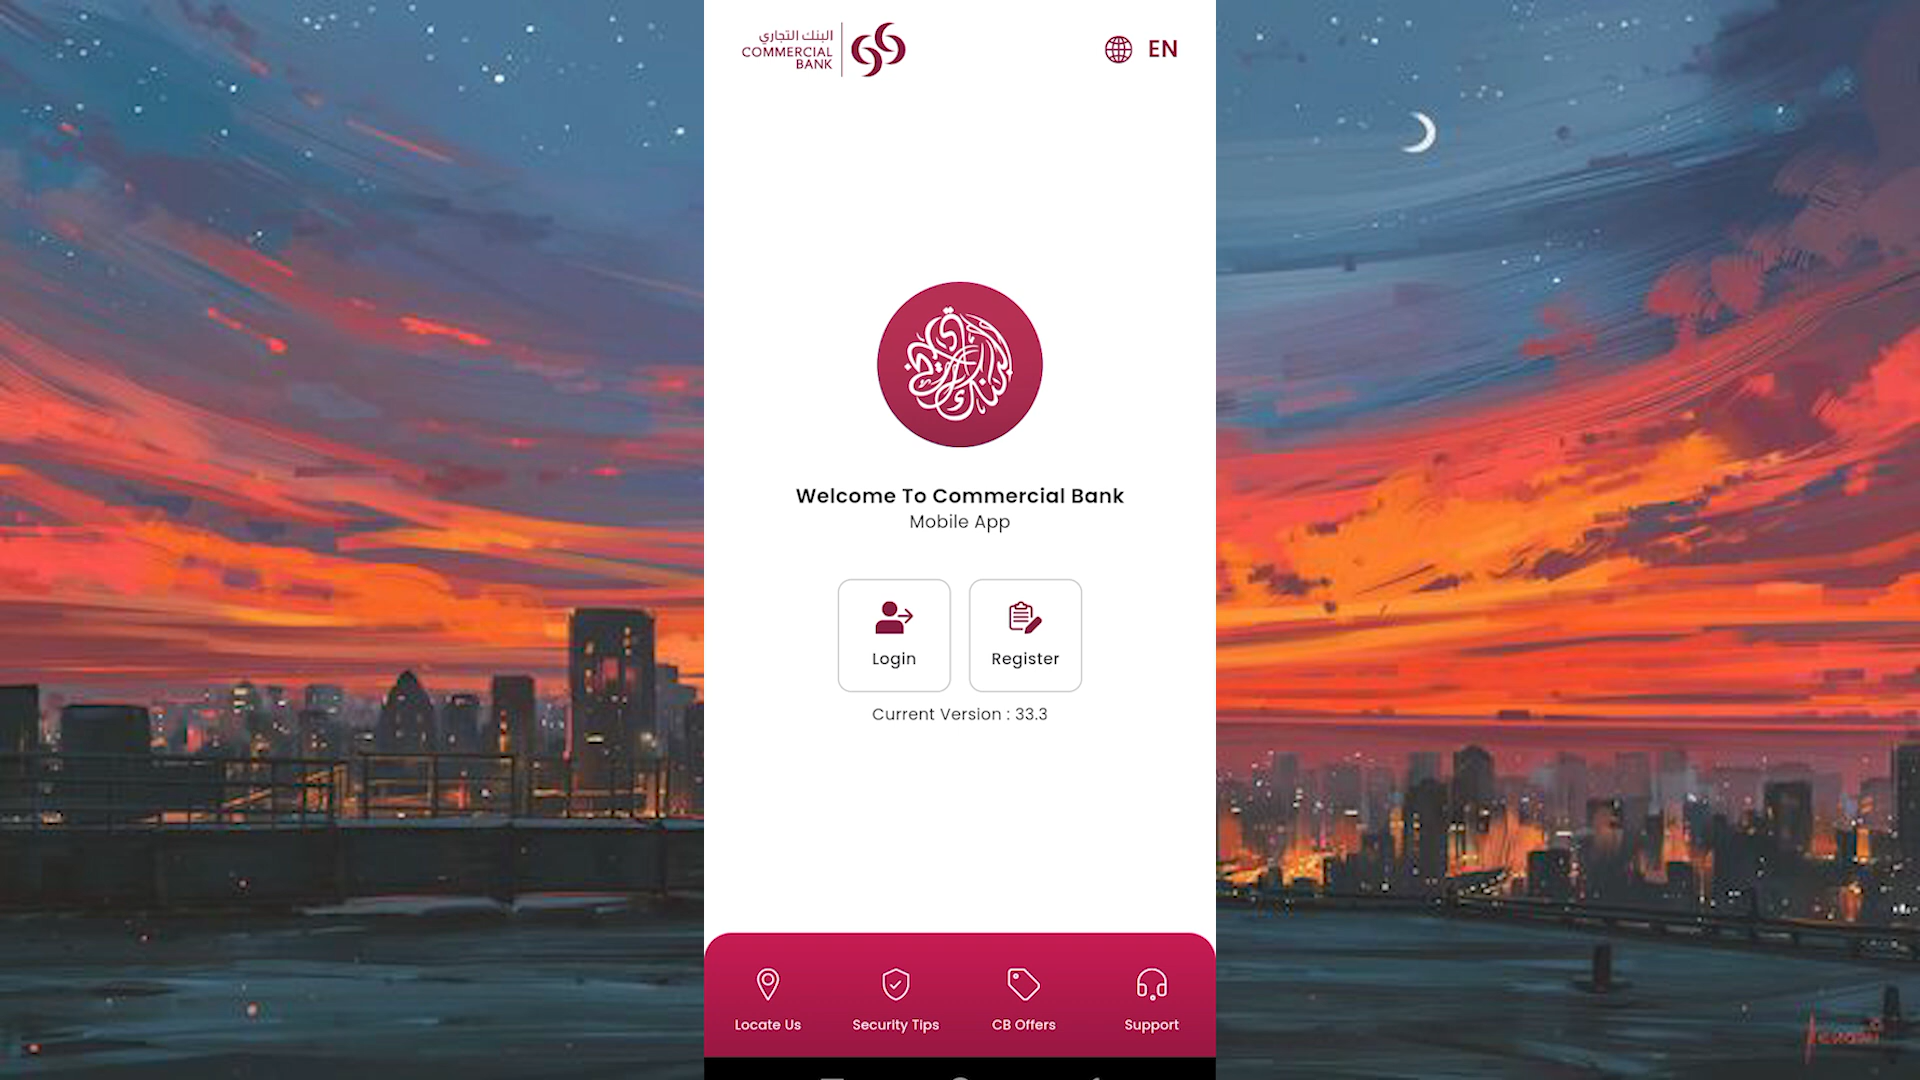 البنك التجاري
COMMERCIAL
BANK
EN
Welcome To Commercial Bank
Mobile App
Login
Register
Current Version : 33.3
Locate Us
Security Tips
CB Offers
Support